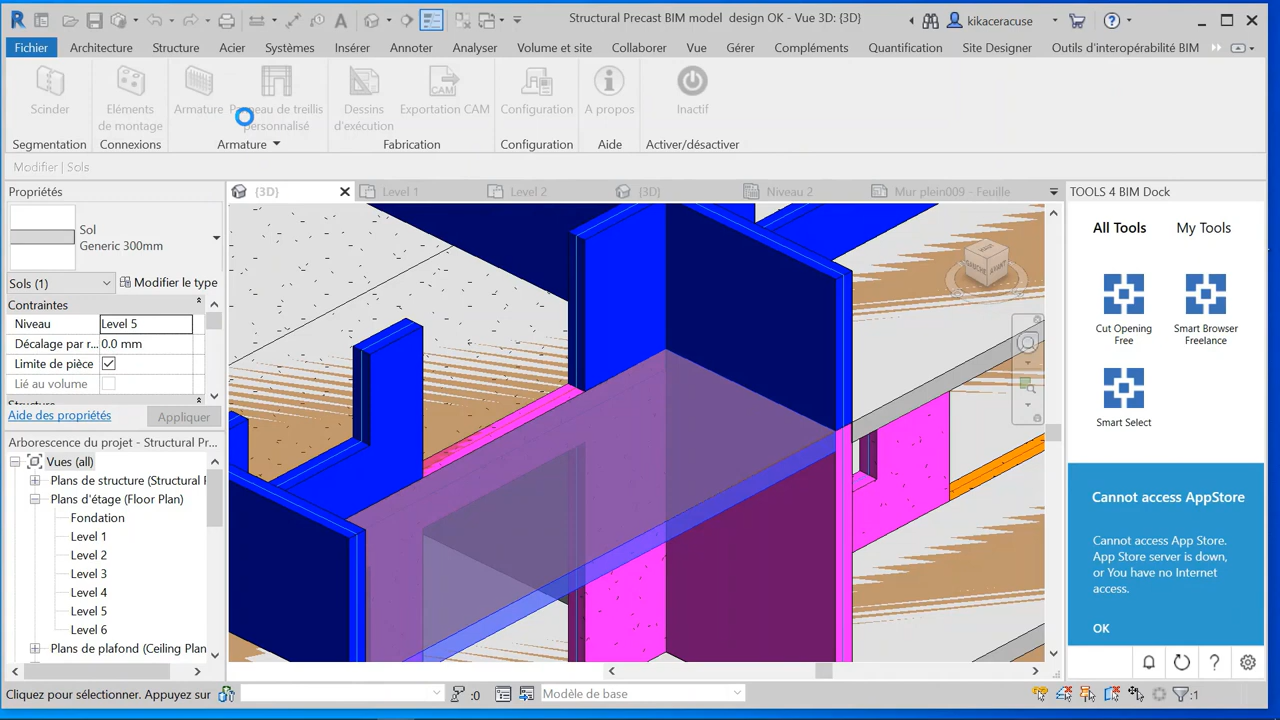 Structural Precast BIM model design OK - Vue 3D: {3D}
kikaceracuse
Fichier Architecture Structure Acier Systèmes Insérer Annoter Analyser Volume et site Collaborer Vue Gérer Compléments Quantification Site Designer Outils d'interopérabilité BIM
Scinder
Eléments
de montage
Armature
Panneau de treillis
personnalisé
Dessins
d'exécution
CAM
Exportation CAM
Configuration
A propos
Inactif
Segmentation Connexions Armature Fabrication Configuration Aide Activer/désactiver
Modifier | Sols
Propriétés
{3D} Level 1 Level 2 {3D} Niveau 2 Mur plein009 - Feuille
TOOLS 4 BIM Dock
Sol
Generic 300mm
Sols (1) Modifier le type
Contraintes
Niveau Level 5
Décalage par r... 0.0 mm
Limite de pièce
Lié au volume
Aide des propriétés Appliquer
Arborescence du projet - Structural Pr...
Vues (all)
Plans de structure (Structural F
Plans d'étage (Floor Plan)
Fondation
Level 1
Level 2
Level 3
Level 4
Level 5
Level 6
Plans de plafond (Ceiling Plan
GAUCHE AVANT
All Tools My Tools
Cut Opening
Free
Smart Browser
Freelance
Smart Select
Cannot access AppStore
Cannot access App Store.
App Store server is down,
or You have no Internet
access.
OK
Cliquez pour sélectionner. Appuyez sur :0 Modèle de base :1